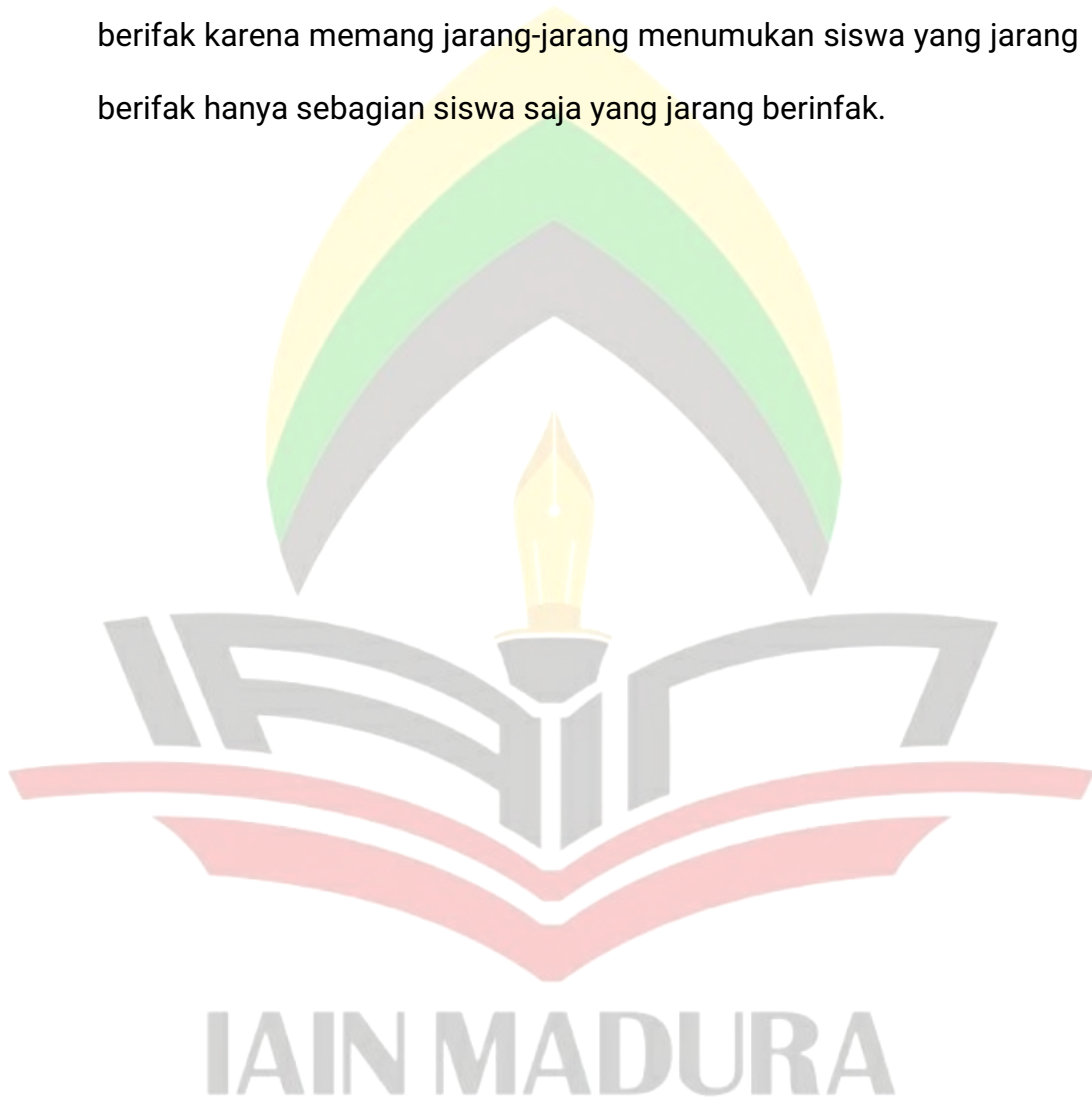 berifak karena memang jarang-jarang menumukan siswa yang jarang
berifak hanya sebagian siswa saja yang jarang berinfak.
IAIN
IAIN MADURA